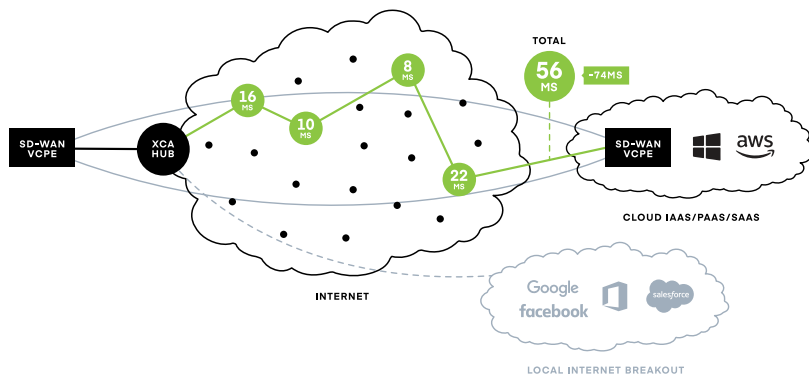 TOTAL
56
MS
-74MS
8
MS
16
MS
10
MS
SD-WAN
VCPE
XCA
HUB
SD-WAN
VCPE
aws
22
MS
CLOUD IAAS/PAAS/SAAS
INTERNET
Google
facebook
salesforce
LOCAL INTERNET BREAKOUT